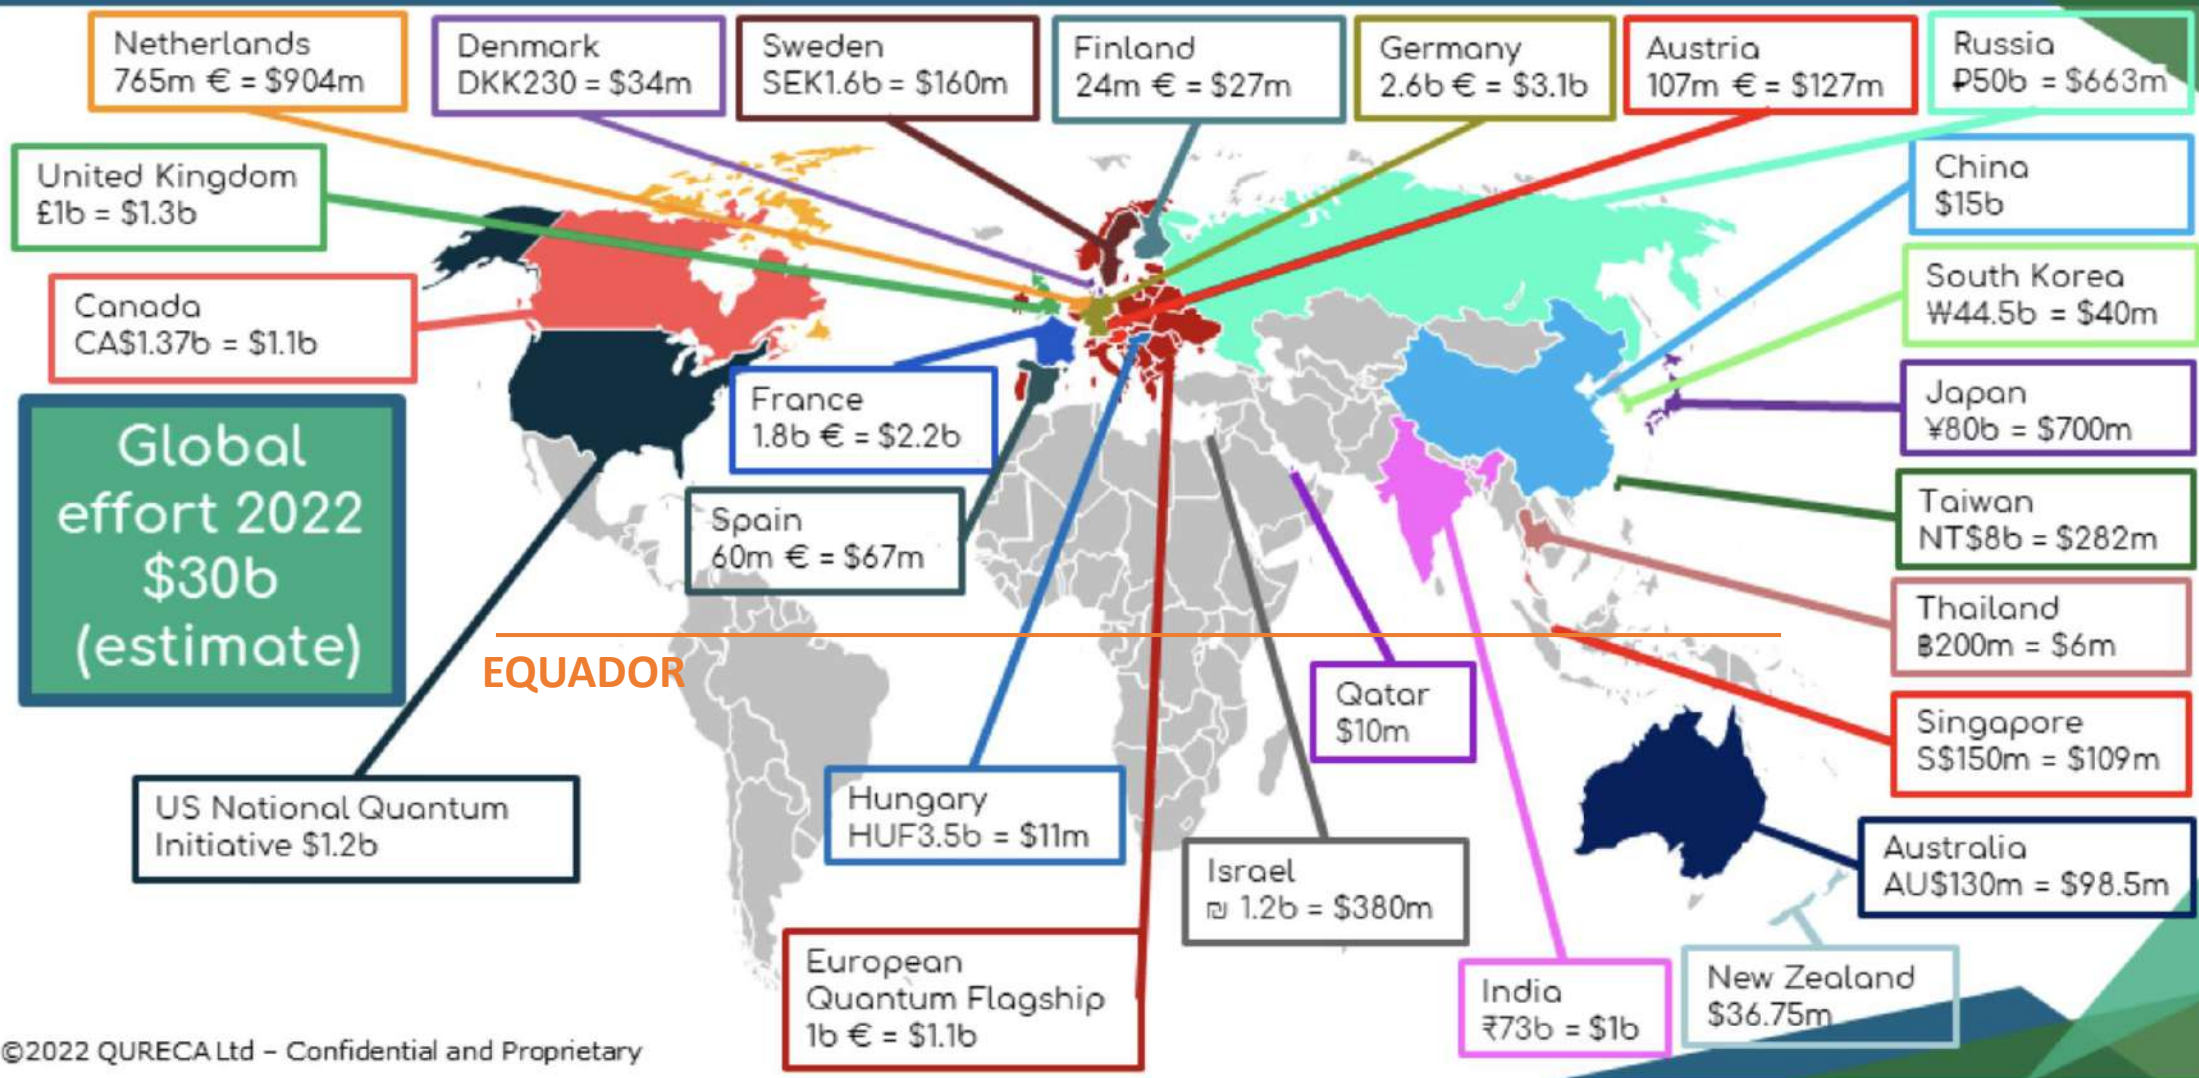 Netherlands
765m € = $904m
Denmark
DKK230 = $34m
Sweden
SEK1.6b = $160m
Finland
24m € = $27m
Germany
2.6b € = $3.1b
Austria
107m € = $127m
Russia
₽50b = $663m
United Kingdom
£1b = $1.3b
China
$15b
Canada
CA$1.37b = $1.1b
South Korea
₩44.5b = $40m
France
1.8b € = $2.2b
Japan
¥80b = $700m
Global
effort 2022
$30b
(estimate)
Spain
60m € = $67m
Taiwan
NT$8b = $282m
Thailand
฿200m = $6m
EQUADOR
Qatar
$10m
Singapore
S$150m = $109m
US National Quantum
Initiative $1.2b
Hungary
HUF3.5b = $11m
Israel
₪ 1.2b = $380m
Australia
AU$130m = $98.5m
European
Quantum Flagship
1b € = $1.1b
India
₹73b = $1b
New Zealand
$36.75m
©2022 QURECA Ltd – Confidential and Proprietary